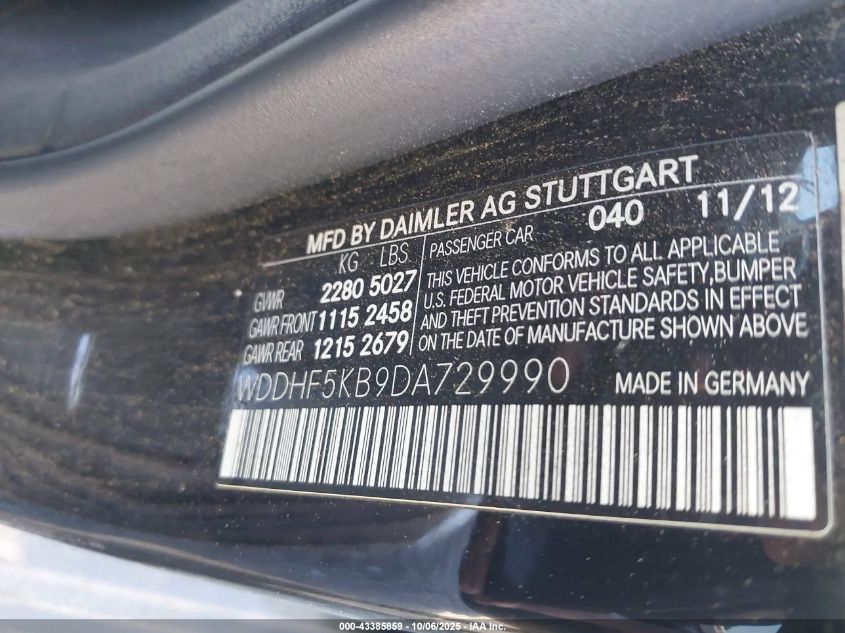 MFD BY DAIMLER AG STUTTGART
KG LBS
GVWR 2280 5027
GAWR FRONT 1115 2458
GAWR REAR 1215 2679
PASSENGER CAR 040 11/12
THIS VEHICLE CONFORMS TO ALL APPLICABLE
U.S. FEDERAL MOTOR VEHICLE SAFETY,BUMPER
AND THEFT PREVENTION STANDARDS IN EFFECT
ON THE DATE OF MANUFACTURE SHOWN ABOVE
WDDHF5KB9DA729990 MADE IN GERMANY
000-43385859 - 10/06/2025 - IAA Inc.